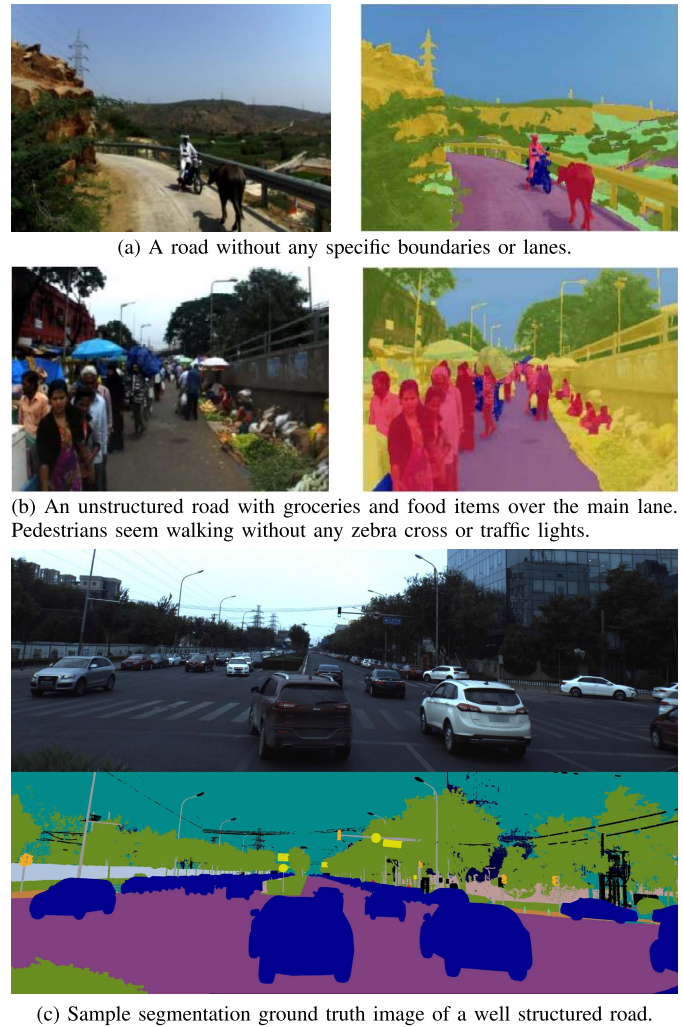 (a) A road without any specific boundaries or lanes.
(b) An unstructured road with groceries and food items over the main lane.
Pedestrians seem walking without any zebra cross or traffic lights.
(c) Sample segmentation ground truth image of a well structured road.